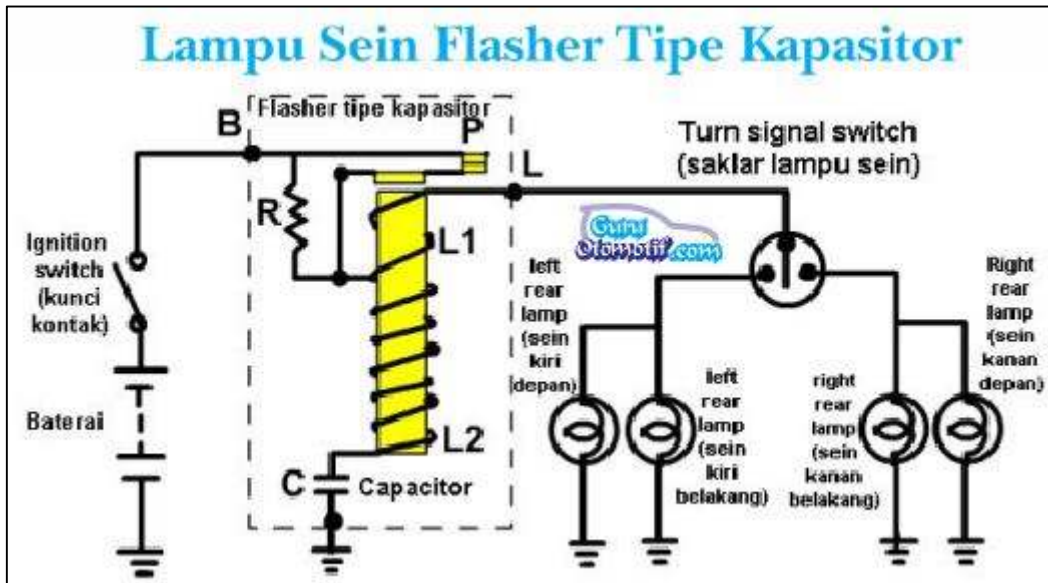 Lampu Sein Flasher Tipe Kapasitor
Flasher tipe kapasitor
B
P
L
Turn signal switch
(saklar lampu sein)
R
L1
Guru
Otomotif.com
Ignition
switch
(kunci
kontak)
left
rear
lamp
(sein
kiri
depan)
Right
rear
lamp
(sein
kanan
depan)
left
rear
lamp
(sein
kiri
belakang)
right
rear
lamp
(sein
kanan
belakang)
Baterai
L2
C
Capacitor